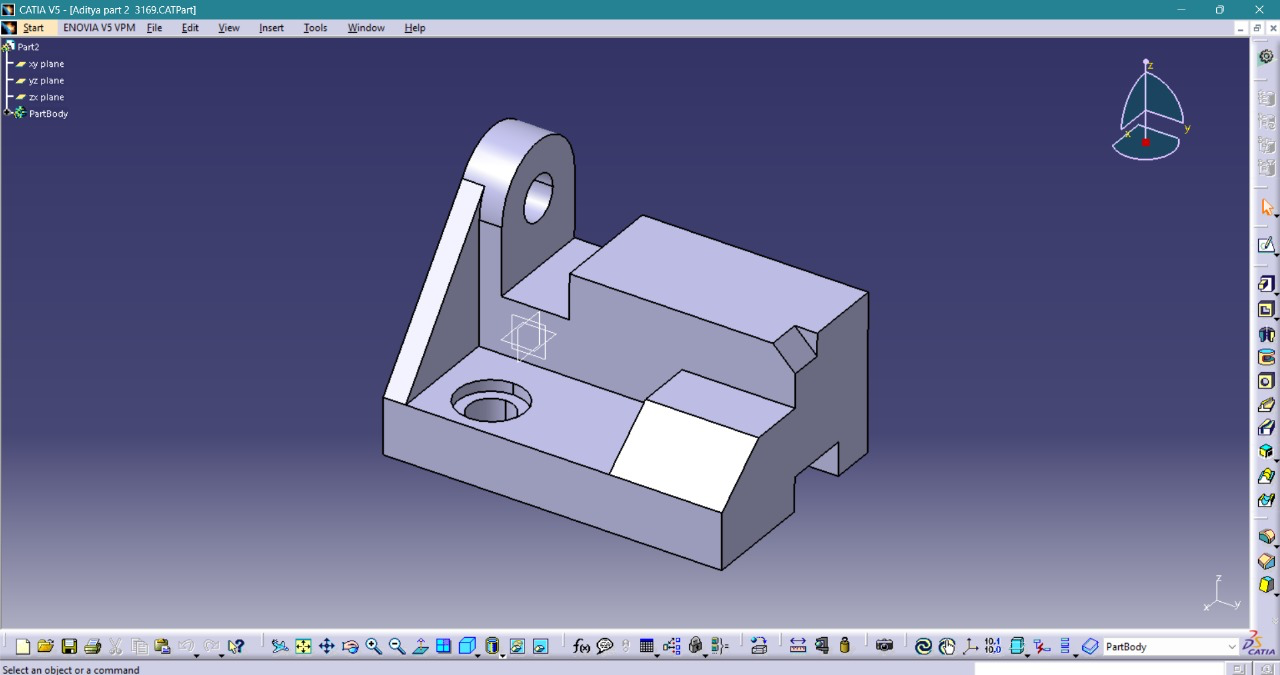 CATIA V5 - [Aditya part 2 3169.CATPart]
Start ENOVIA V5 VPM File Edit View Insert Tools Window Help
Part2
xy plane
yz plane
zx plane
PartBody
z
x y
z
x y
f(x) 10.1 10.0 PartBody
CATIA
Select an object or a command